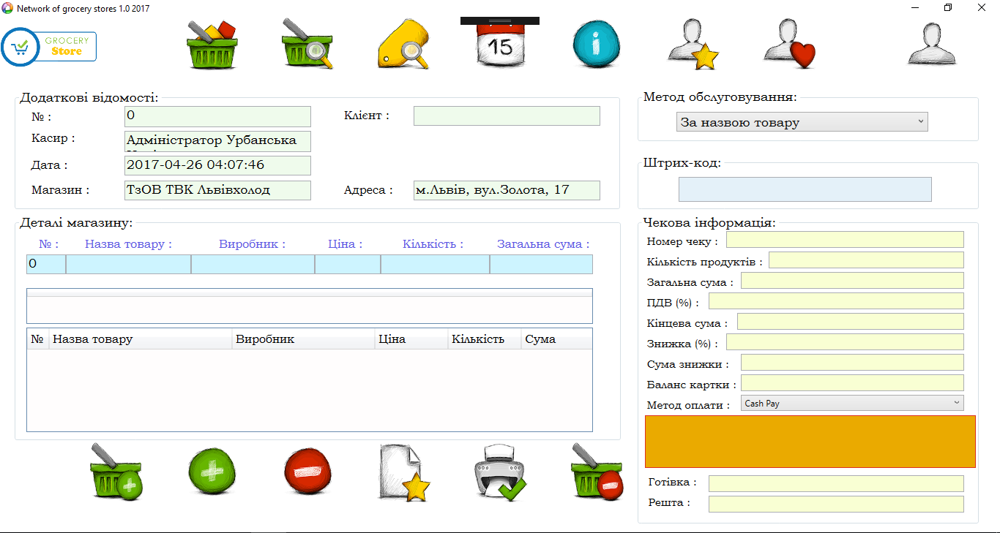 Network of grocery stores 1.0 2017
GROCERY
Store
15
i
Додаткові відомості:
№ :
0
Клієнт :
Касир :
Адміністратор Урбанська
Дата :
2017-04-26 04:07:46
Магазин :
ТзОВ ТВК Львівхолод
Адреса :
м.Львів, вул.Золота, 17
Метод обслуговування:
За назвою товару
Штрих-код:
Деталі магазину:
№ : Назва товару : Виробник : Ціна : Кількість : Загальна сума :
0
№ Назва товару Виробник Ціна Кількість Сума
Чекова інформація:
Номер чеку :
Кількість продуктів :
Загальна сума :
ПДВ (%) :
Кінцева сума :
Знижка (%) :
Сума знижки :
Баланс картки :
Метод оплати :
Cash Pay
Готівка :
Решта :